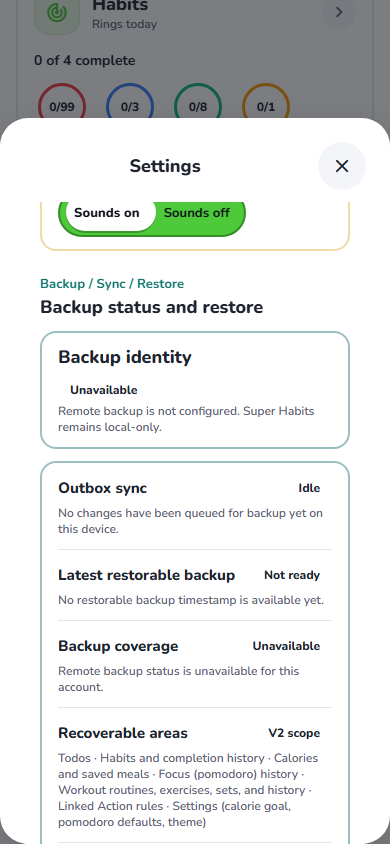 Habits
Rings today
0 of 4 complete
0/99 0/3 0/8 0/1
Settings
Sounds on Sounds off
Backup / Sync / Restore
Backup status and restore
Backup identity
Unavailable
Remote backup is not configured. Super Habits
remains local-only.
Outbox sync Idle
No changes have been queued for backup yet on
this device.
Latest restorable backup Not ready
No restorable backup timestamp is available yet.
Backup coverage Unavailable
Remote backup status is unavailable for this
account.
Recoverable areas V2 scope
Todos · Habits and completion history · Calories
and saved meals · Focus (pomodoro) history ·
Workout routines, exercises, sets, and history ·
Linked Action rules · Settings (calorie goal,
pomodoro defaults, theme)